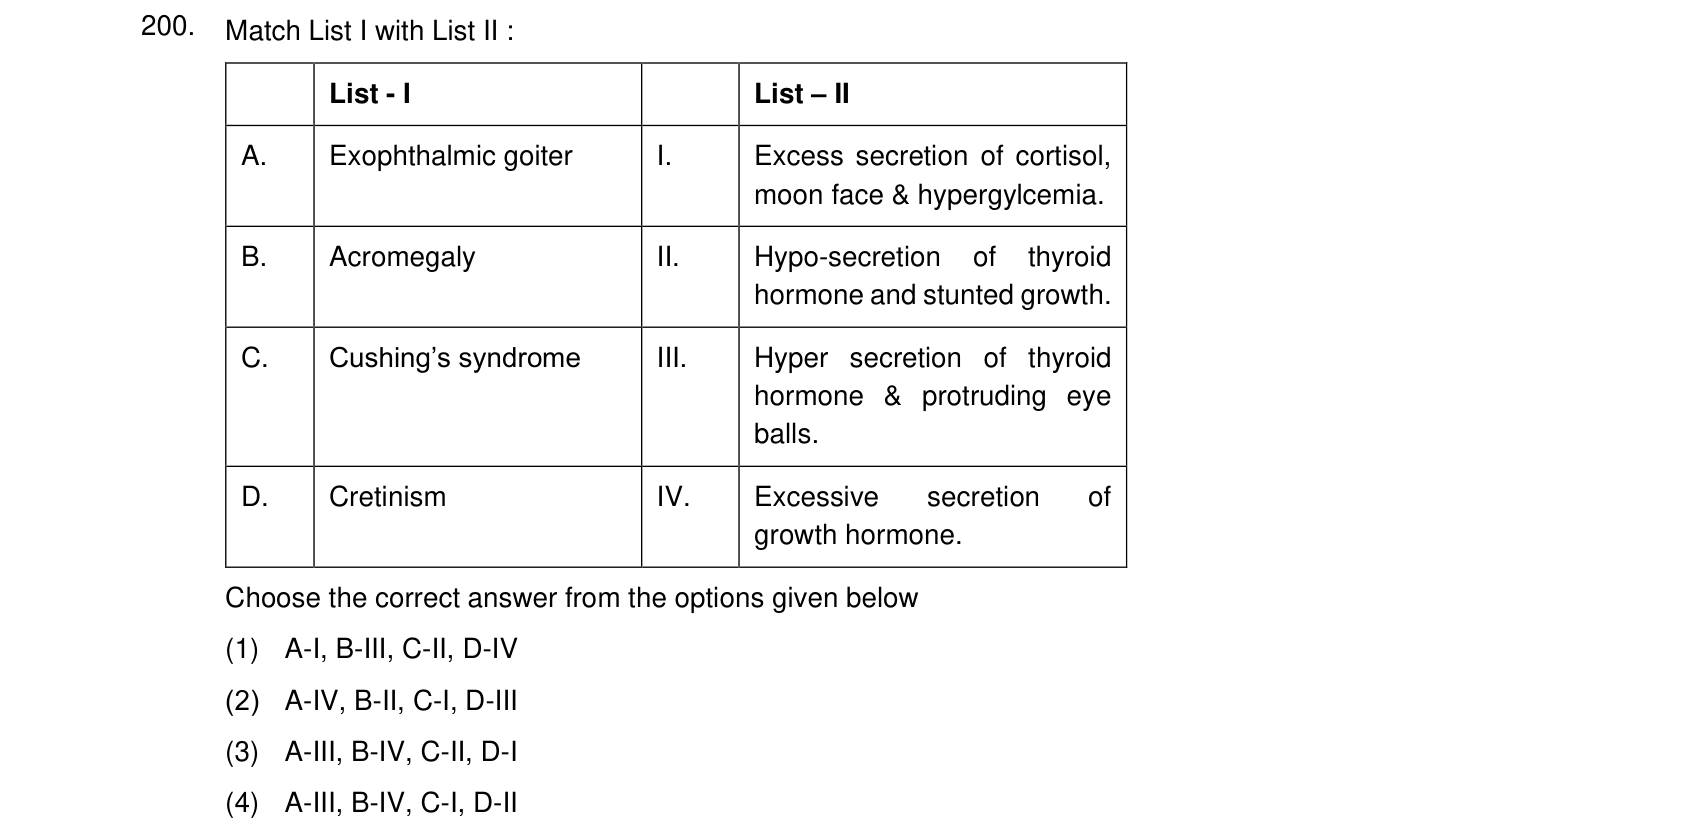 200. Match List I with List II :
List - I List – II
A. Exophthalmic goiter I. Excess secretion of cortisol,
moon face & hypergylcemia.
B. Acromegaly II. Hypo-secretion of thyroid
hormone and stunted growth.
C. Cushing’s syndrome III. Hyper secretion of thyroid
hormone & protruding eye
balls.
D. Cretinism IV. Excessive secretion of
growth hormone.
Choose the correct answer from the options given below
(1) A-I, B-III, C-II, D-IV
(2) A-IV, B-II, C-I, D-III
(3) A-III, B-IV, C-II, D-I
(4) A-III, B-IV, C-I, D-II